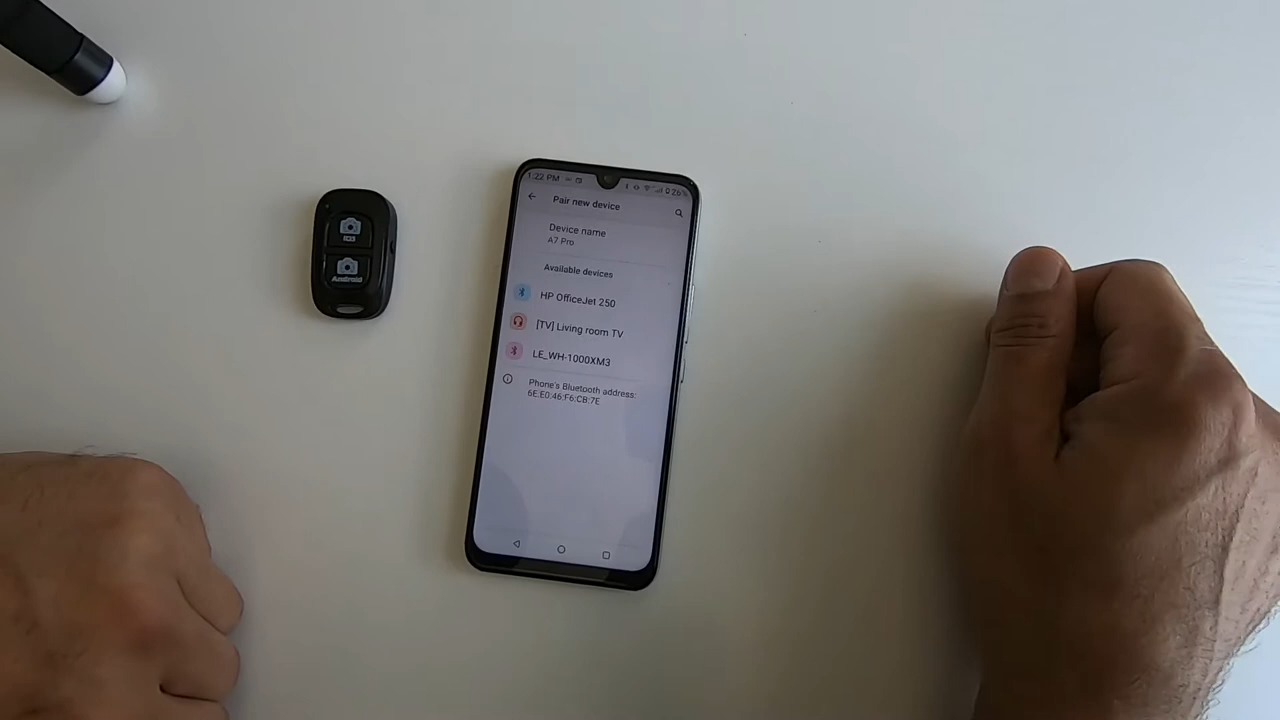 1:22 PM
26%
Pair new device
Device name
A7 Pro
Available devices
HP OfficeJet 250
[TV] Living room TV
LE_WH-1000XM3
Phone's Bluetooth address:
6E:E0:46:F6:CB:7E
Android